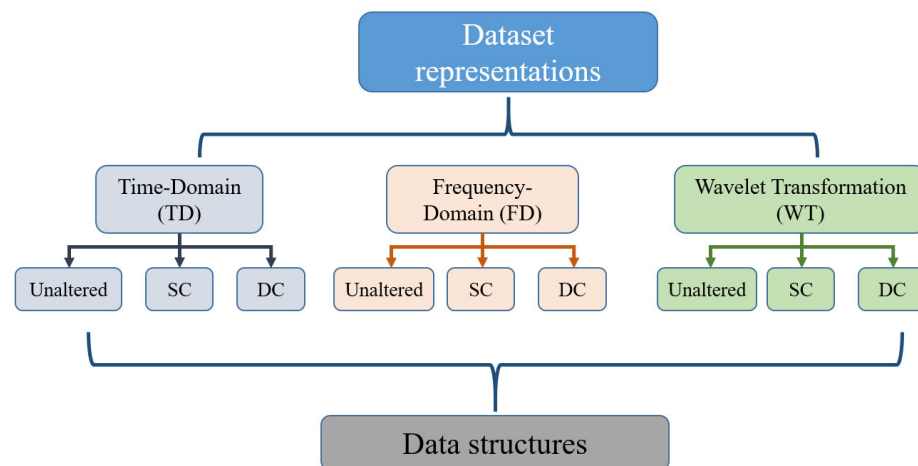 Dataset
representations
Time-Domain
(TD)
Frequency-
Domain (FD)
Wavelet Transformation
(WT)
Unaltered
SC
DC
Unaltered
SC
DC
Unaltered
SC
DC
Data structures